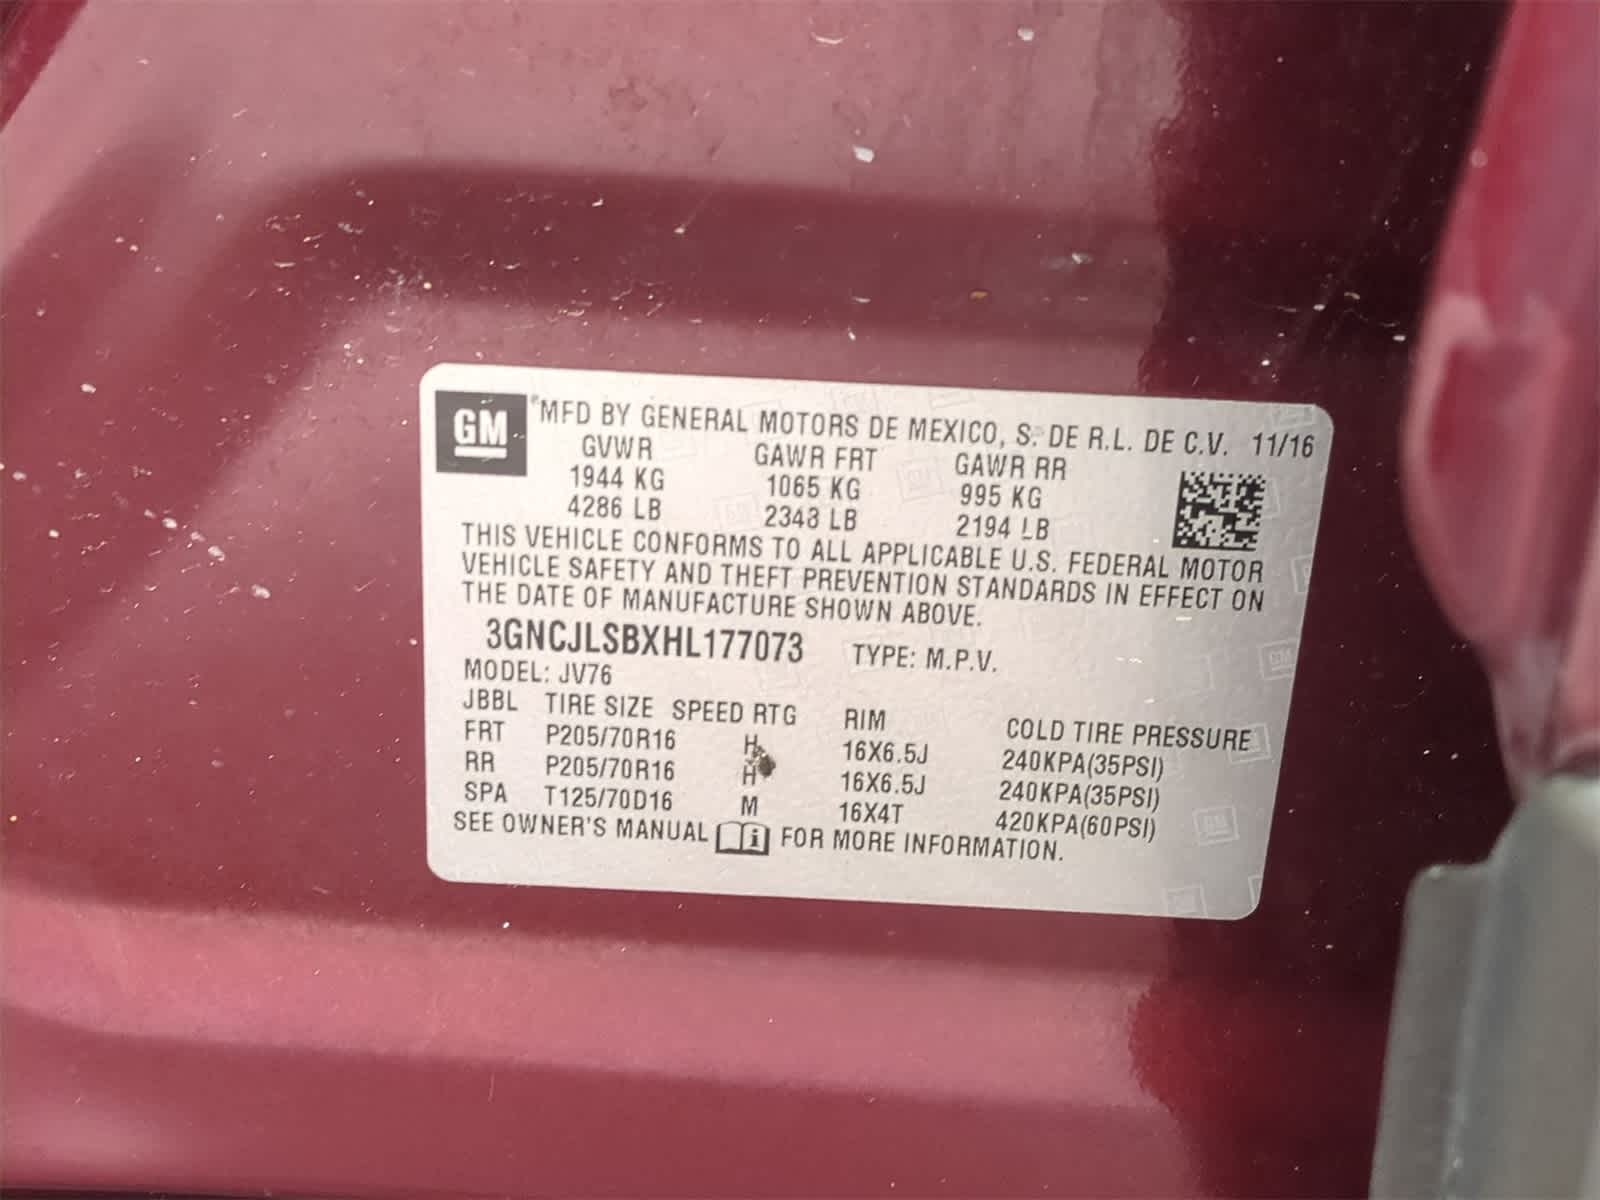 GM
*MFD BY GENERAL MOTORS DE MEXICO, S. DE R.L. DE C.V. 11/16
GVWR GAWR FRT GAWR RR
1944 KG 1065 KG 995 KG
4286 LB 2348 LB 2194 LB
THIS VEHICLE CONFORMS TO ALL APPLICABLE U.S. FEDERAL MOTOR
VEHICLE SAFETY AND THEFT PREVENTION STANDARDS IN EFFECT ON
THE DATE OF MANUFACTURE SHOWN ABOVE.
3GNCJLSBXHL177073 TYPE: M.P.V.
MODEL: JV76
JBBL TIRE SIZE SPEED RTG RIM COLD TIRE PRESSURE
FRT P205/70R16 H 16X6.5J 240KPA(35PSI)
RR P205/70R16 H 16X6.5J 240KPA(35PSI)
SPA T125/70D16 M 16X4T 420KPA(60PSI)
SEE OWNER'S MANUAL i FOR MORE INFORMATION.